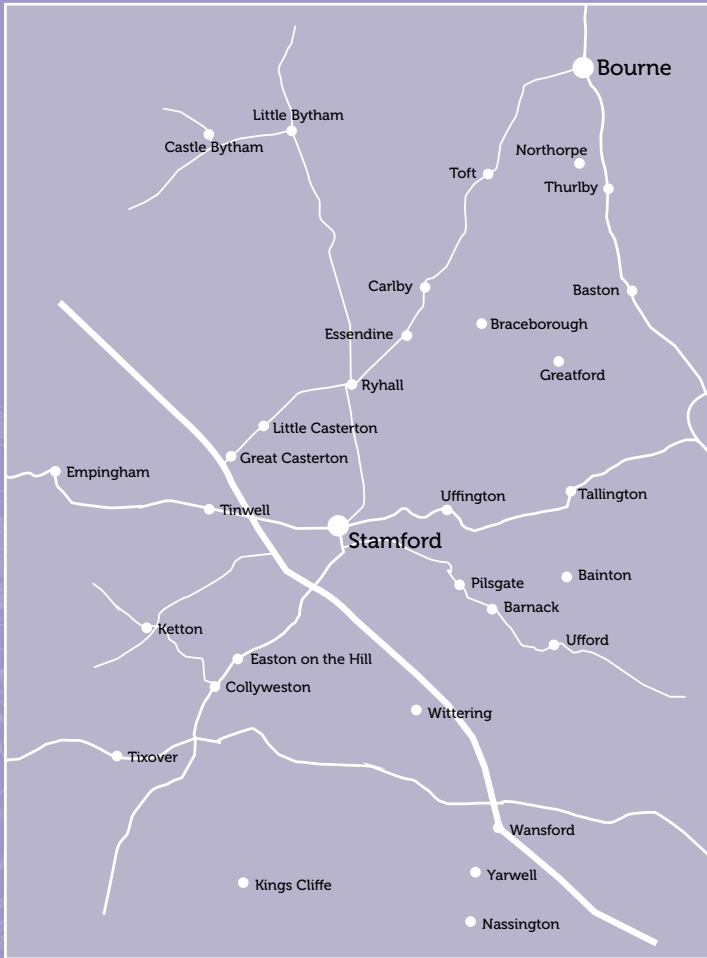 Bourne
Little Bytham
Castle Bytham
Northorpe
Toft
Thurlby
Carlby
Baston
Braceborough
Essendine
Greatford
Ryhall
Little Casterton
Great Casterton
Empingham
Uffington
Tallington
Tinwell
Stamford
Pilsgate
Bainton
Barnack
Ketton
Ufford
Easton on the Hill
Collyweston
Wittering
Tixover
Wansford
Yarwell
Kings Cliffe
Nassington